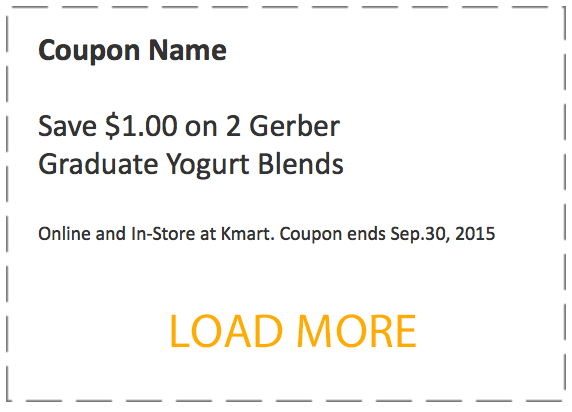 Coupon Name
Save $1.00 on 2 Gerber
Graduate Yogurt Blends
Online and In-Store at Kmart. Coupon ends Sep.30, 2015
LOAD MORE